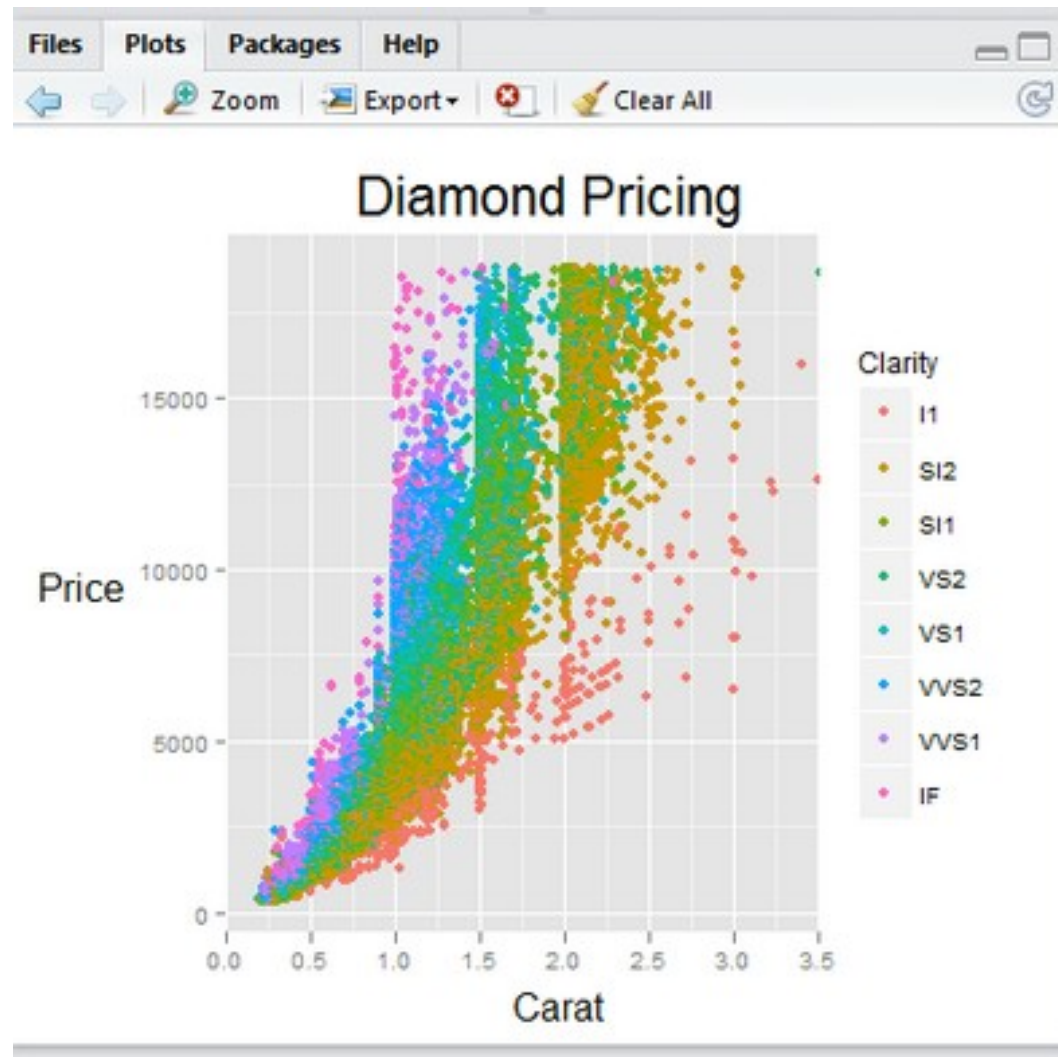 Files Plots Packages Help
Zoom Export Clear All
Diamond Pricing
Price
15000
10000
5000
0
0.0 0.5 1.0 1.5 2.0 2.5 3.0 3.5
Carat
Clarity
I1
SI2
SI1
VS2
VS1
VVS2
VVS1
IF